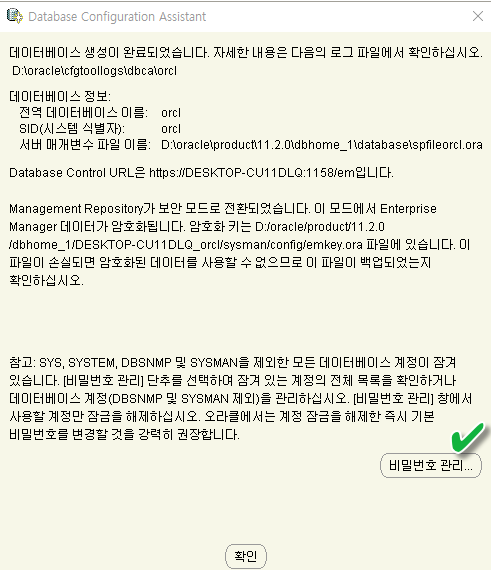 Database Configuration Assistant
데이터베이스 생성이 완료되었습니다. 자세한 내용은 다음의 로그 파일에서 확인하십시오.
D:\oracle\cfgtoollogs\dbca\orcl
데이터베이스 정보:
전역 데이터베이스 이름: orcl
SID(시스템 식별자): orcl
서버 매개변수 파일 이름: D:\oracle\product\11.2.0\dbhome_1\database\spfileorcl.ora
Database Control URL은 https://DESKTOP-CU11DLQ:1158/em입니다.
Management Repository가 보안 모드로 전환되었습니다. 이 모드에서 Enterprise
Manager 데이터가 암호화됩니다. 암호화 키는 D:/oracle/product/11.2.0
/dbhome_1/DESKTOP-CU11DLQ_orcl/sysman/config/emkey.ora 파일에 있습니다. 이
파일이 손실되면 암호화된 데이터를 사용할 수 없으므로 이 파일이 백업되었는지
확인하십시오.
참고: SYS, SYSTEM, DBSNMP 및 SYSMAN을 제외한 모든 데이터베이스 계정이 잠겨
있습니다. [비밀번호 관리] 단추를 선택하여 잠겨 있는 계정의 전체 목록을 확인하거나
데이터베이스 계정(DBSNMP 및 SYSMAN 제외)을 관리하십시오. [비밀번호 관리] 창에서
사용할 계정만 잠금을 해제하십시오. 오라클에서는 계정 잠금을 해제한 즉시 기본
비밀번호를 변경할 것을 강력히 권장합니다.
비밀번호 관리...
확인